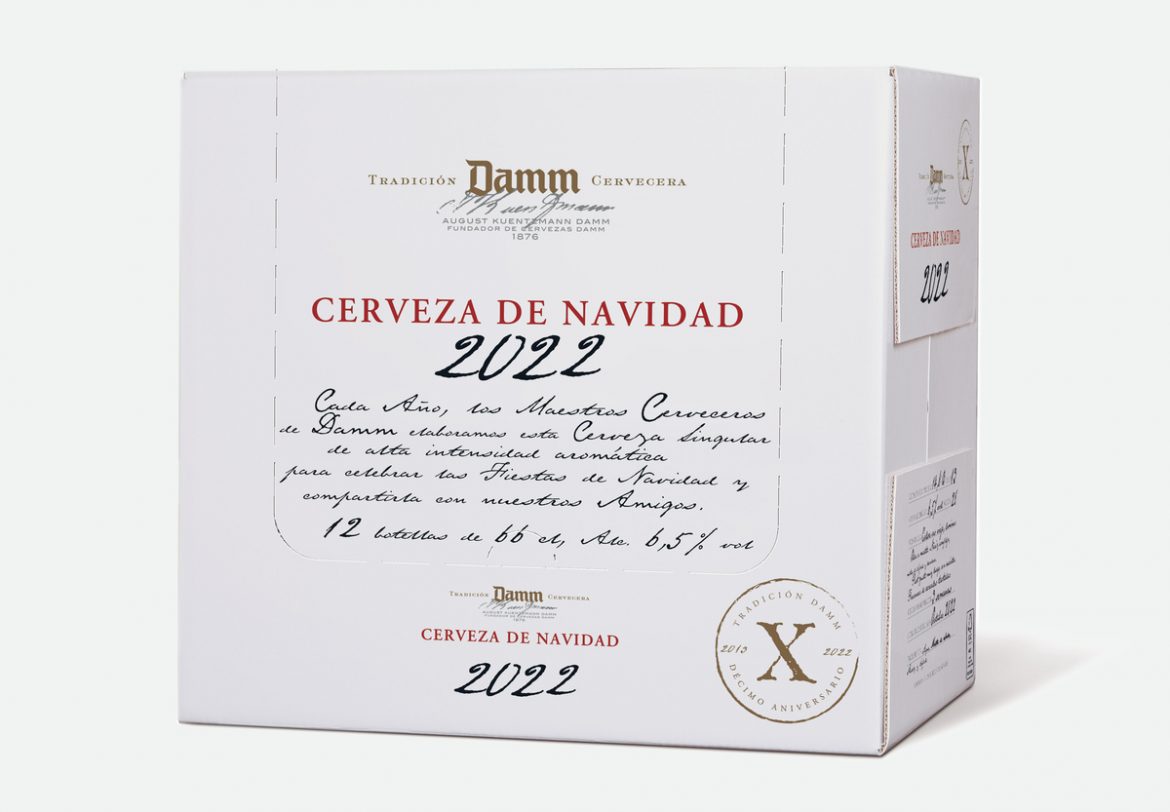 TRADICIÓN Damm CERVECERA
AUGUST KUENTZMANN DAMM
FUNDADOR DE CERVEZAS DAMM
1876
CERVEZA DE NAVIDAD
2022
Cada Año, los Maestros Cerveceros
de Damm elaboramos esta Cerveza Singular
de alta intensidad aromática
para celebrar las Fiestas de Navidad y
compartirla con nuestros Amigos.
12 botellas de 66 cl, Alc. 6,5% vol
TRADICIÓN Damm CERVECERA
AUGUST KUENTZMANN DAMM
FUNDADOR DE CERVEZAS DAMM
1876
CERVEZA DE NAVIDAD
2022
TRADICIÓN DAMM
2013 X 2022
DÉCIMO ANIVERSARIO
X
Damm
CERVEZA DE NAVIDAD
2022